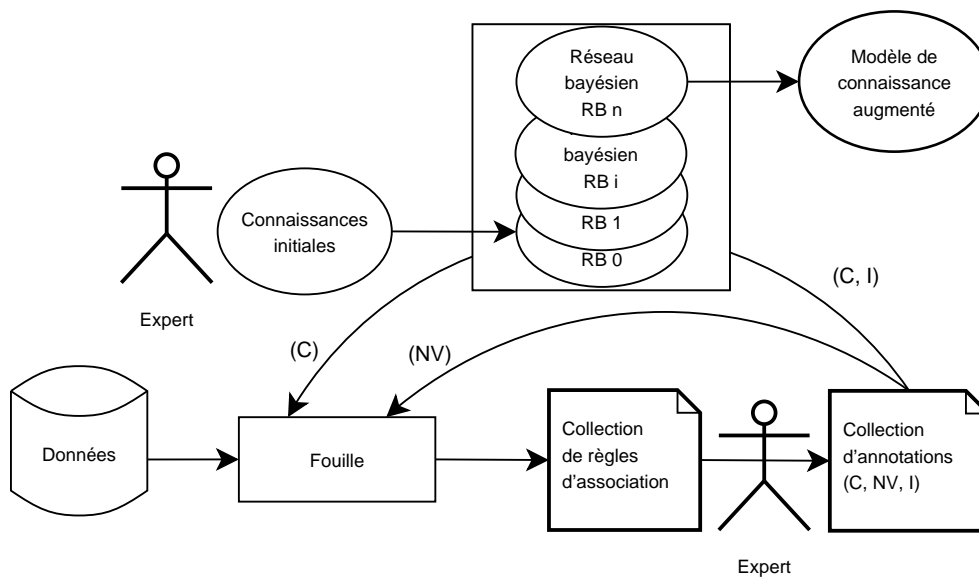 Réseau
bayésien
RB n
bayésien
RB i
RB 1
RB 0
Modèle de
connaissance
augmenté
Connaissances
initiales
Expert
(C)
(NV)
(C, I)
Données
Fouille
Collection
de règles
d'association
Collection
d'annotations
(C, NV, I)
Expert